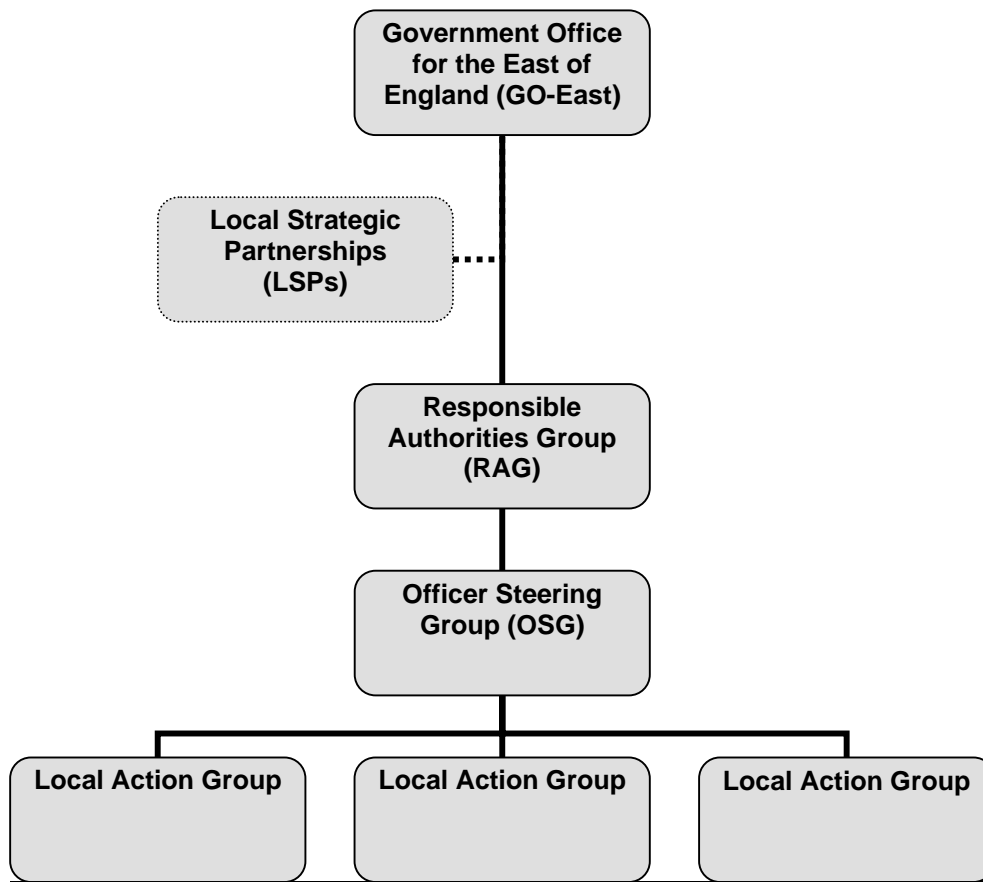 Government Office
for the East of
England (GO-East)
Local Strategic
Partnerships
(LSPs)
Responsible
Authorities Group
(RAG)
Officer Steering
Group (OSG)
Local Action Group
Local Action Group
Local Action Group